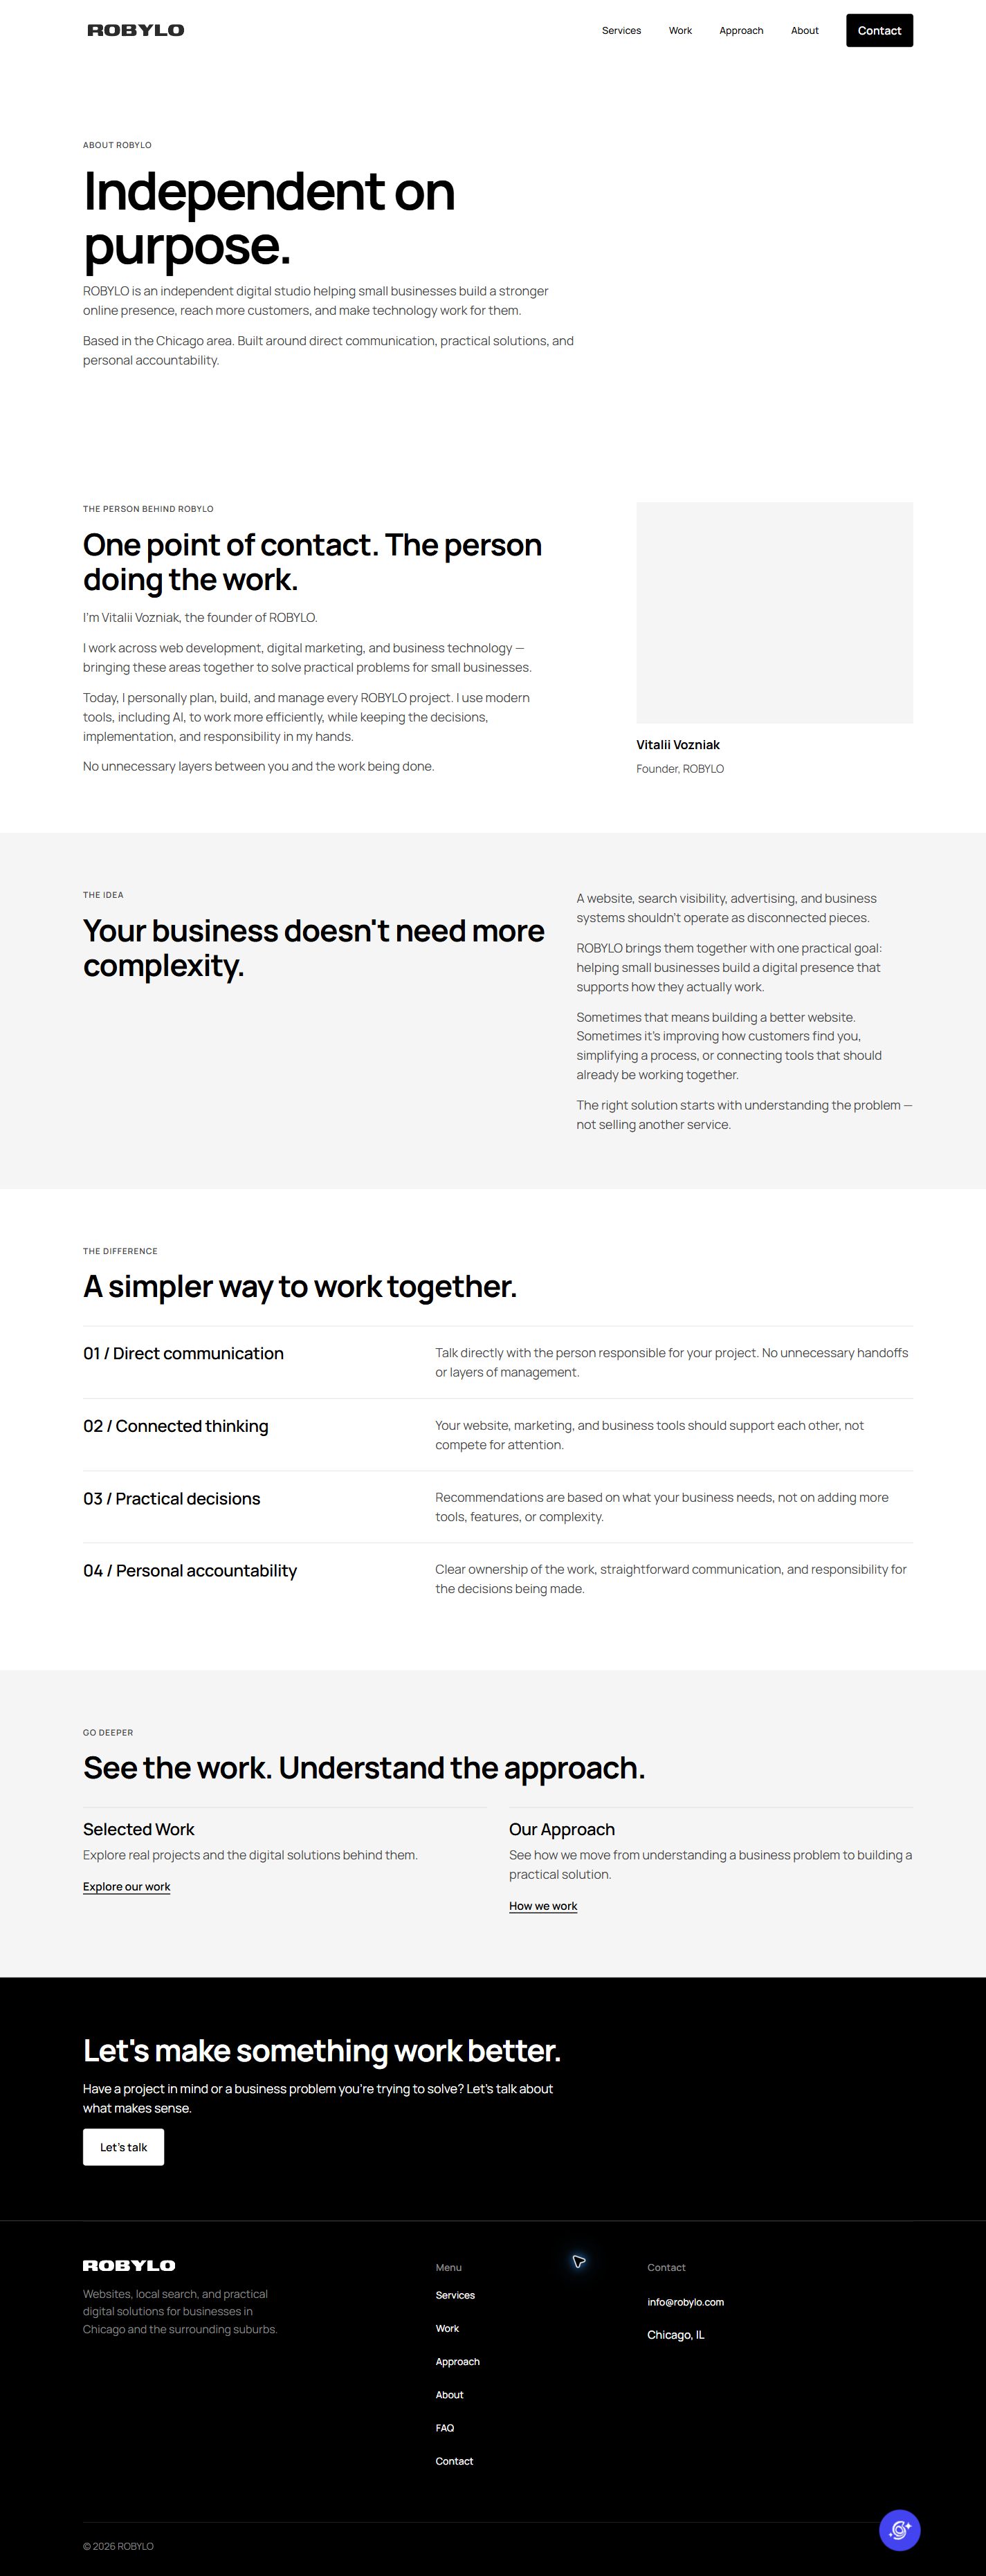 ROBYLO
Services
Work
Approach
About
Contact
ABOUT ROBYLO
Independent on
purpose.
ROBYLO is an independent digital studio helping small businesses build a stronger
online presence, reach more customers, and make technology work for them.
Based in the Chicago area. Built around direct communication, practical solutions, and
personal accountability.
THE PERSON BEHIND ROBYLO
One point of contact. The person
doing the work.
I'm Vitalii Vozniak, the founder of ROBYLO.
I work across web development, digital marketing, and business technology —
bringing these areas together to solve practical problems for small businesses.
Today, I personally plan, build, and manage every ROBYLO project. I use modern
tools, including AI, to work more efficiently, while keeping the decisions,
implementation, and responsibility in my hands.
No unnecessary layers between you and the work being done.
Vitalii Vozniak
Founder, ROBYLO
THE IDEA
Your business doesn't need more
complexity.
A website, search visibility, advertising, and business
systems shouldn't operate as disconnected pieces.
ROBYLO brings them together with one practical goal:
helping small businesses build a digital presence that
supports how they actually work.
Sometimes that means building a better website.
Sometimes it's improving how customers find you,
simplifying a process, or connecting tools that should
already be working together.
The right solution starts with understanding the problem —
not selling another service.
THE DIFFERENCE
A simpler way to work together.
01 / Direct communication
Talk directly with the person responsible for your project. No unnecessary handoffs
or layers of management.
02 / Connected thinking
Your website, marketing, and business tools should support each other, not
compete for attention.
03 / Practical decisions
Recommendations are based on what your business needs, not on adding more
tools, features, or complexity.
04 / Personal accountability
Clear ownership of the work, straightforward communication, and responsibility for
the decisions being made.
GO DEEPER
See the work. Understand the approach.
Selected Work
Explore real projects and the digital solutions behind them.
Explore our work
Our Approach
See how we move from understanding a business problem to building a
practical solution.
How we work
Let's make something work better.
Have a project in mind or a business problem you're trying to solve? Let's talk about
what makes sense.
Let's talk
ROBYLO
Websites, local search, and practical
digital solutions for businesses in
Chicago and the surrounding suburbs.
Menu
Services
Work
Approach
About
FAQ
Contact
Contact
info@robylo.com
Chicago, IL
© 2026 ROBYLO